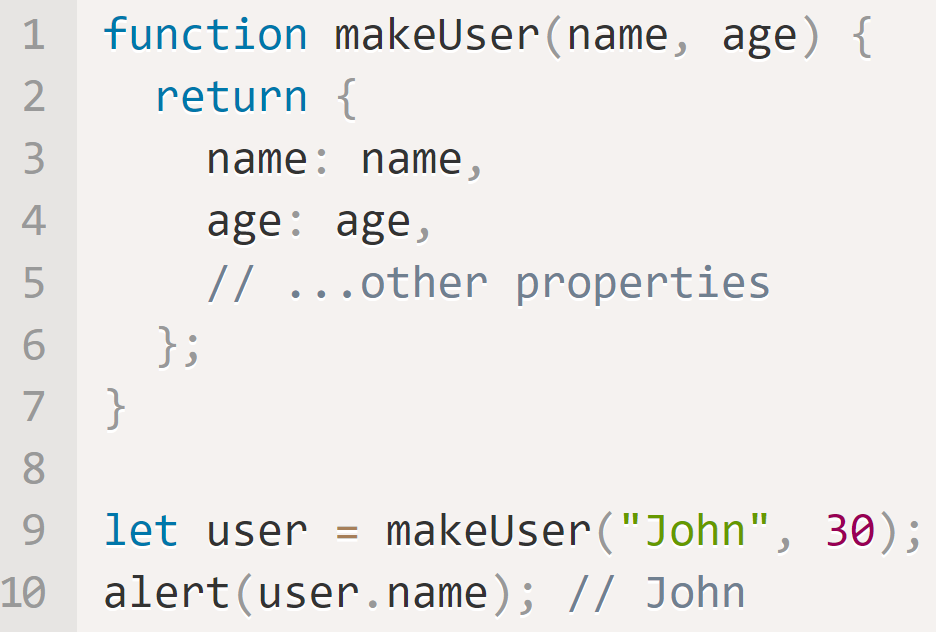 1 function makeUser(name, age) {
2   return {
3     name: name,
4     age: age,
5     // ...other properties
6   };
7 }
8
9 let user = makeUser("John", 30);
10 alert(user.name); // John